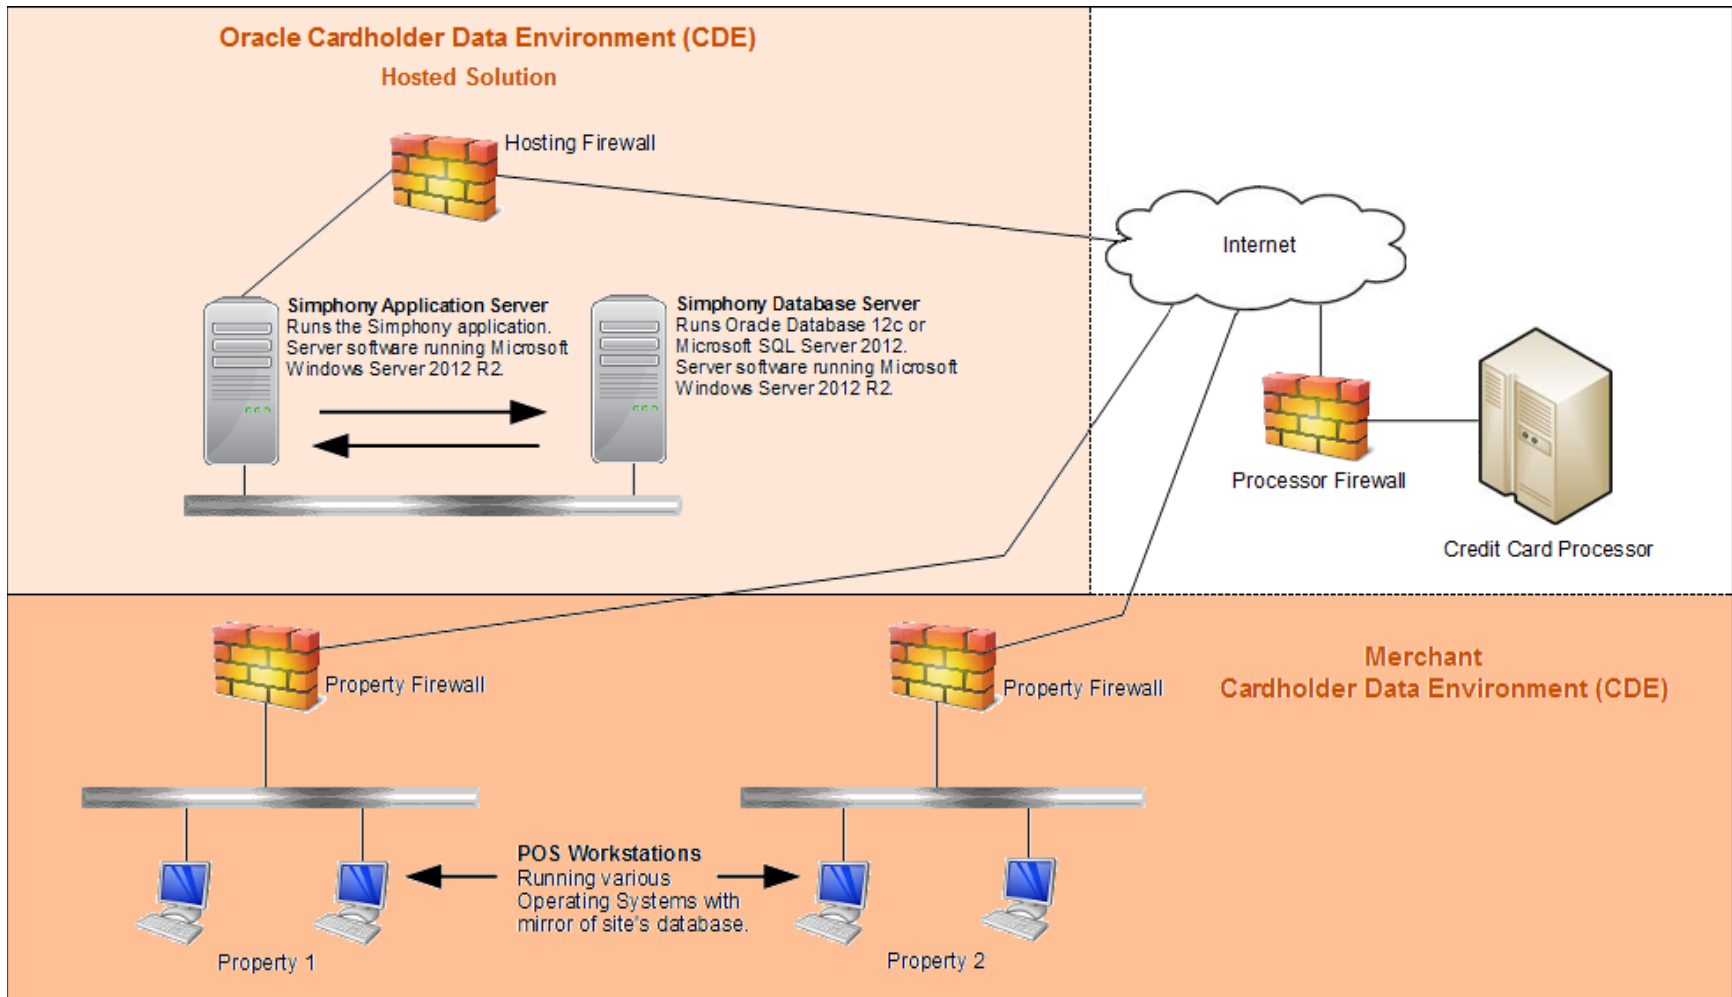 Oracle Cardholder Data Environment (CDE)
Hosted Solution
Hosting Firewall
Internet
Simphony Application Server
Runs the Simphony application.
Server software running Microsoft
Windows Server 2012 R2.
Simphony Database Server
Runs Oracle Database 12c or
Microsoft SQL Server 2012.
Server software running Microsoft
Windows Server 2012 R2.
Processor Firewall
Credit Card Processor
Property Firewall
Property Firewall
Merchant
Cardholder Data Environment (CDE)
POS Workstations
Running various
Operating Systems with
mirror of site's database.
Property 1
Property 2